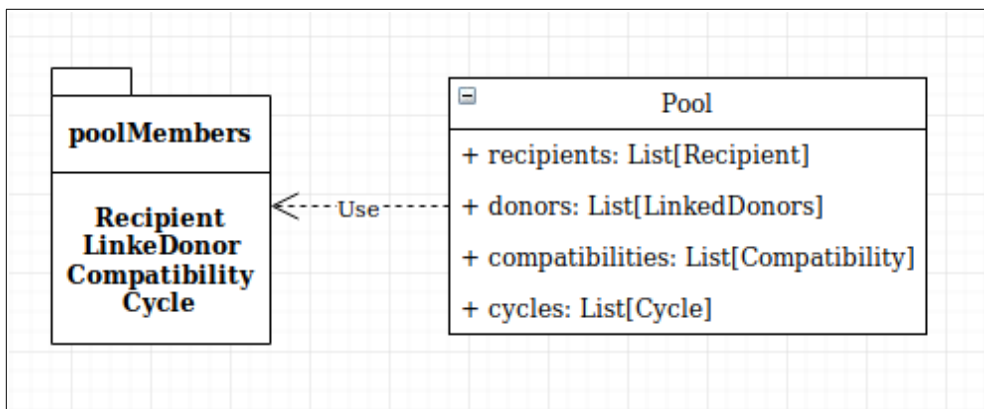 poolMembers
Recipient
LinkeDonor
Compatibility
Cycle
Use
Pool
+ recipients: List[Recipient]
+ donors: List[LinkedDonors]
+ compatibilities: List[Compatibility]
+ cycles: List[Cycle]